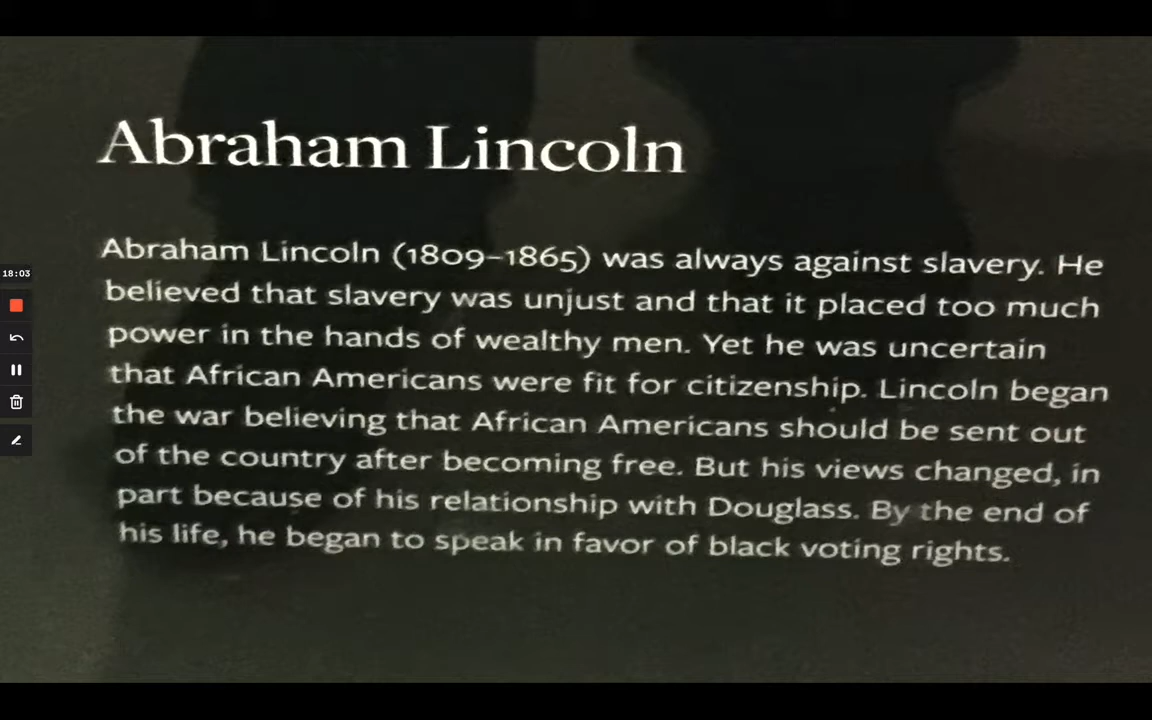 Abraham Lincoln
Abraham Lincoln (1809–1865) was always against slavery. He
believed that slavery was unjust and that it placed too much
power in the hands of wealthy men. Yet he was uncertain
that African Americans were fit for citizenship. Lincoln began
the war believing that African Americans should be sent out
of the country after becoming free. But his views changed, in
part because of his relationship with Douglass. By the end of
his life, he began to speak in favor of black voting rights.
18:03